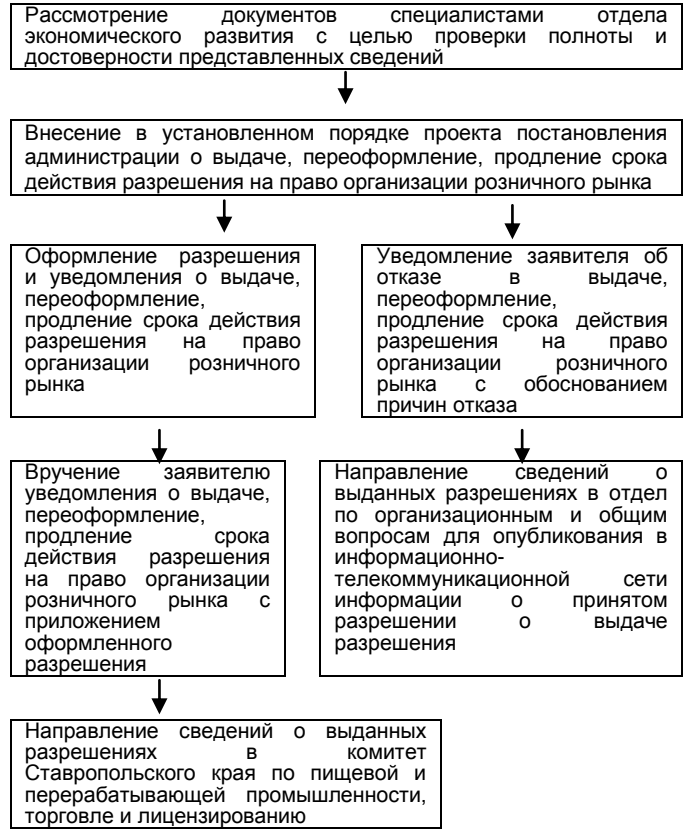 Рассмотрение документов специалистами отдела
экономического развития с целью проверки полноты и
достоверности представленных сведений
Внесение в установленном порядке проекта постановления
администрации о выдаче, переоформление, продление срока
действия разрешения на право организации розничного рынка
Оформление разрешения
и уведомления о выдаче,
переоформление,
продление срока действия
разрешения на право
организации розничного
рынка
Уведомление заявителя об
отказе в выдаче,
переоформление,
продление срока действия
разрешения на право
организации розничного
рынка с обоснованием
причин отказа
Вручение заявителю
уведомления о выдаче,
переоформление,
продление срока
действия разрешения
на право организации
розничного рынка с
приложением
оформленного
разрешения
Направление сведений о
выданных разрешениях в отдел
по организационным и общим
вопросам для опубликования в
информационно-
телекоммуникационной сети
информации о принятом
разрешении о выдаче
разрешения
Направление сведений о выданных
разрешениях в комитет
Ставропольского края по пищевой и
перерабатывающей промышленности,
торговле и лицензированию